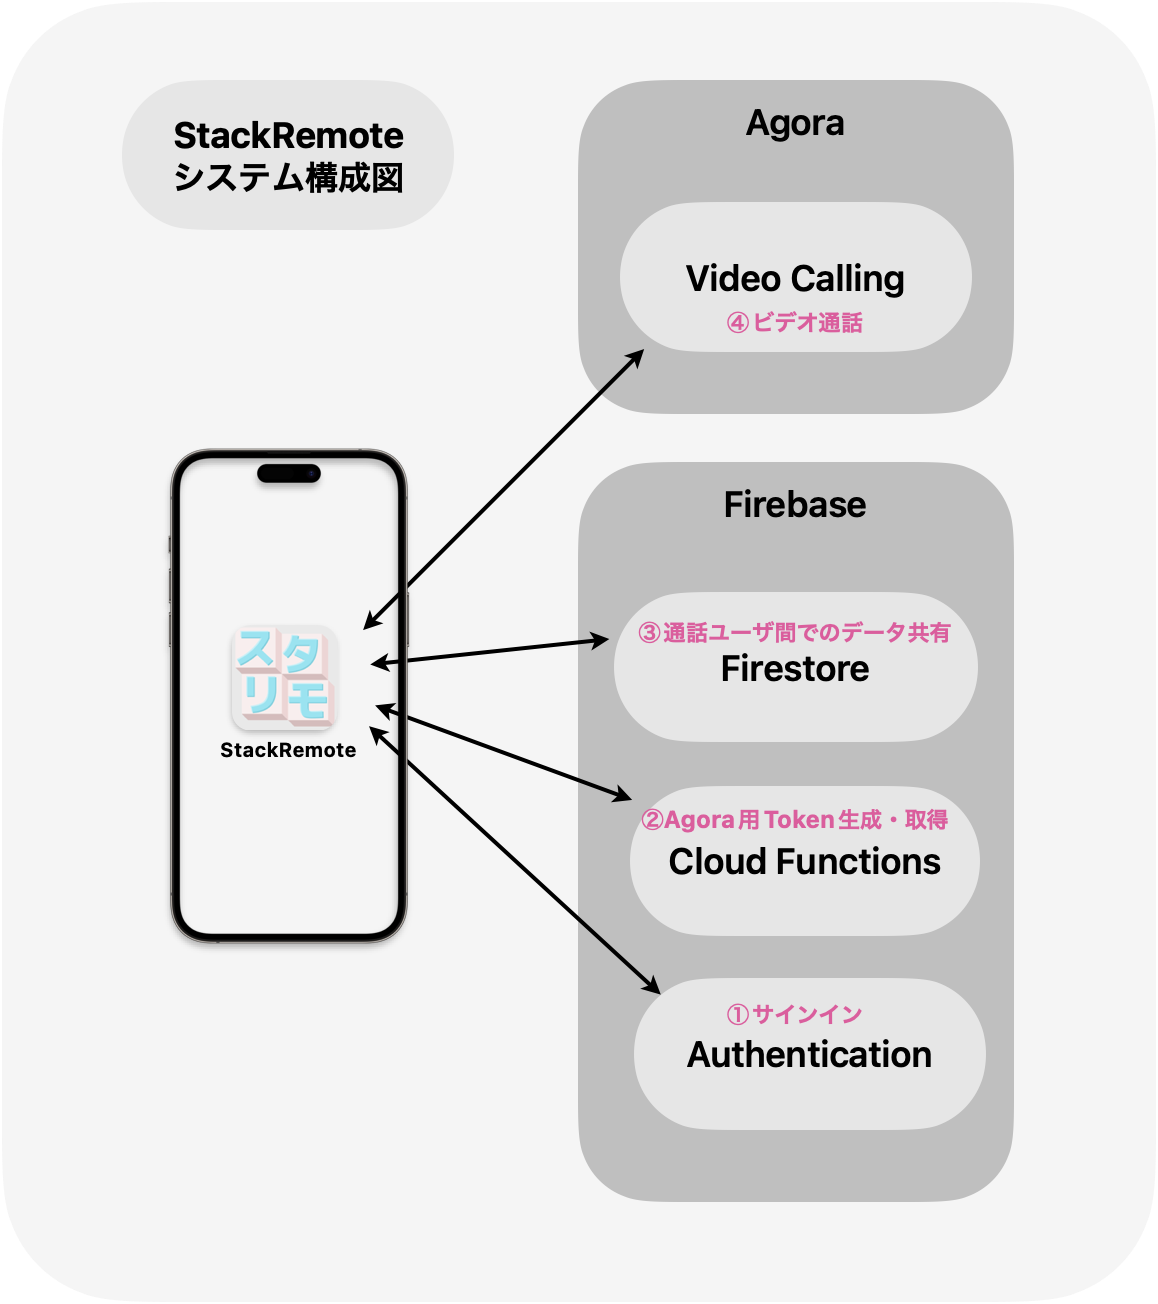 StackRemote
システム構成図
Agora
Video Calling
④ビデオ通話
Firebase
③通話ユーザ間でのデータ共有
Firestore
②Agora用Token生成・取得
Cloud Functions
①サインイン
Authentication
スタ
リモ
StackRemote